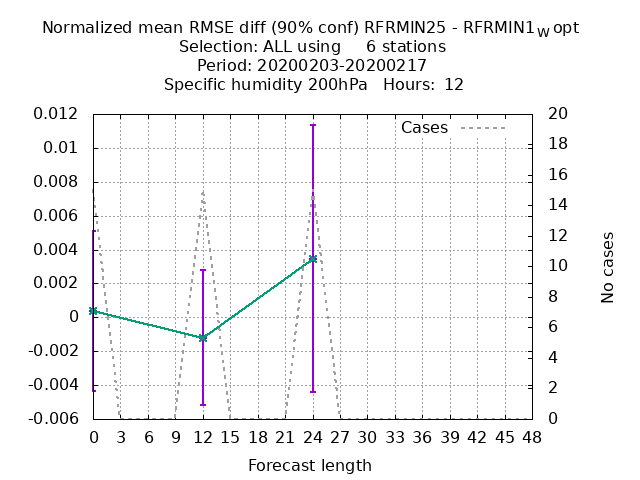 Normalized mean RMSE diff (90% conf) RFRMIN25 - RFRMIN1w opt
Selection: ALL using     6 stations
Period: 20200203-20200217
Specific humidity 200hPa   Hours:  12
Cases
0.012
0.01
0.008
0.006
0.004
0.002
0
-0.002
-0.004
-0.006
20
18
16
14
12
10
8
6
4
2
0
No cases
0 3 6 9 12 15 18 21 24 27 30 33 36 39 42 45 48
Forecast length